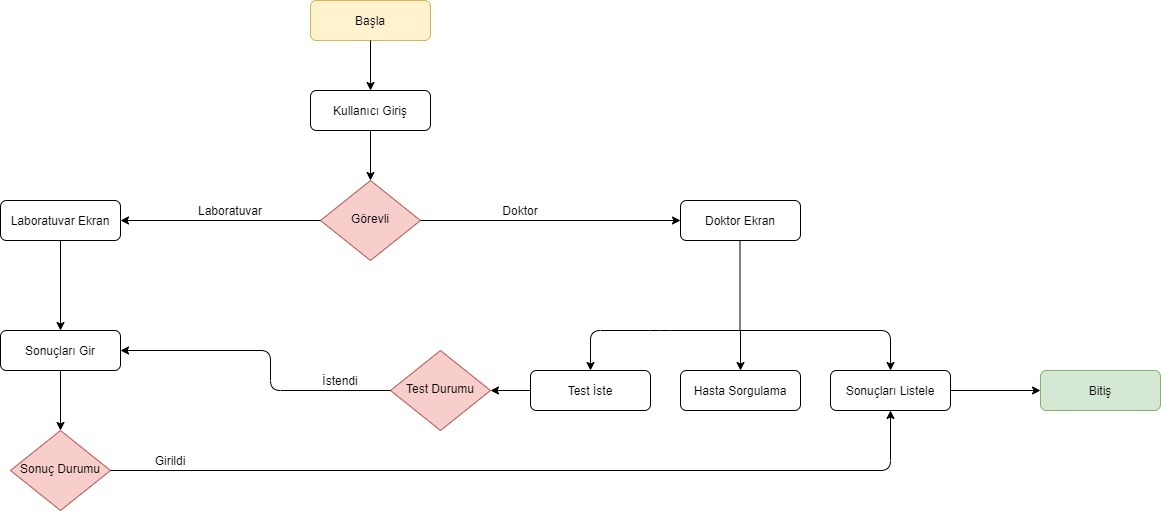 Başla
Kullanıcı Giriş
Laboratuvar
Doktor
Laboratuvar Ekran
Görevli
Doktor Ekran
Sonuçları Gir
İstendi
Test Durumu
Test İste
Hasta Sorgulama
Sonuçları Listele
Bitiş
Girildi
Sonuç Durumu